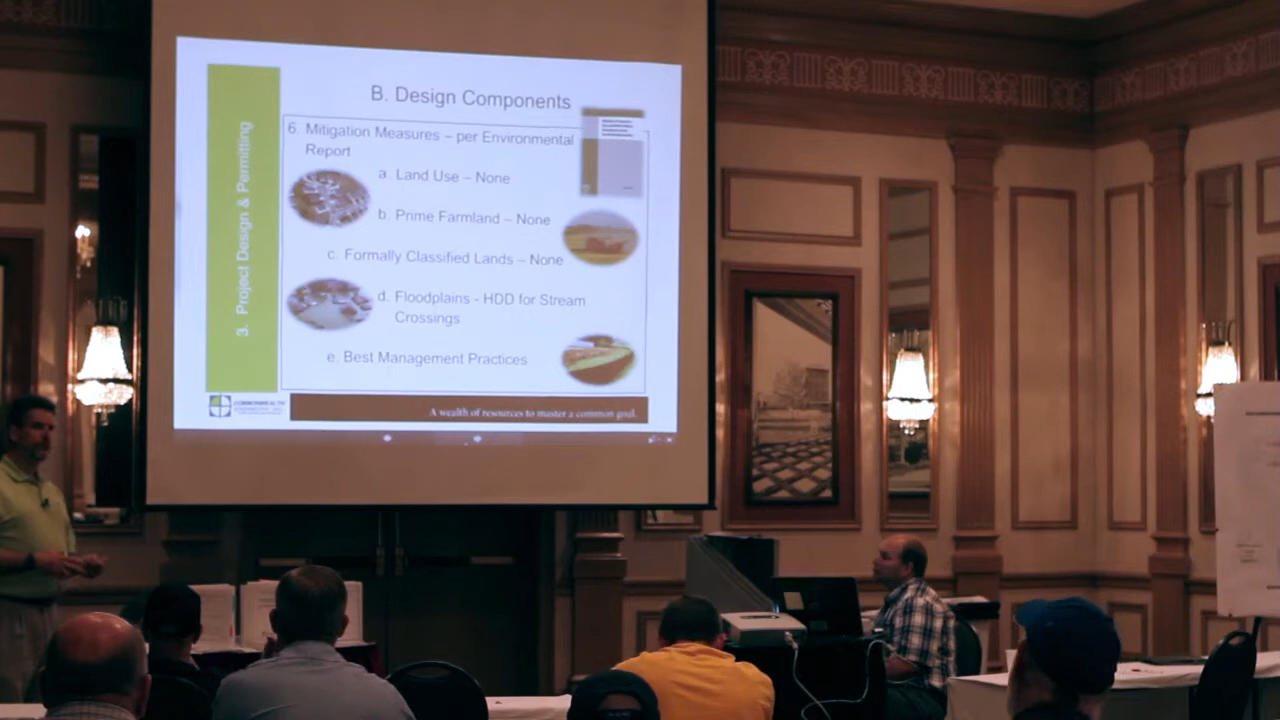 B. Design Components
3. Project Design & Permitting
6. Mitigation Measures – per Environmental
Report
a. Land Use – None
b. Prime Farmland – None
c. Formally Classified Lands – None
d. Floodplains - HDD for Stream
Crossings
e. Best Management Practices
COMMONWEALTH
A wealth of resources to master a common goal.